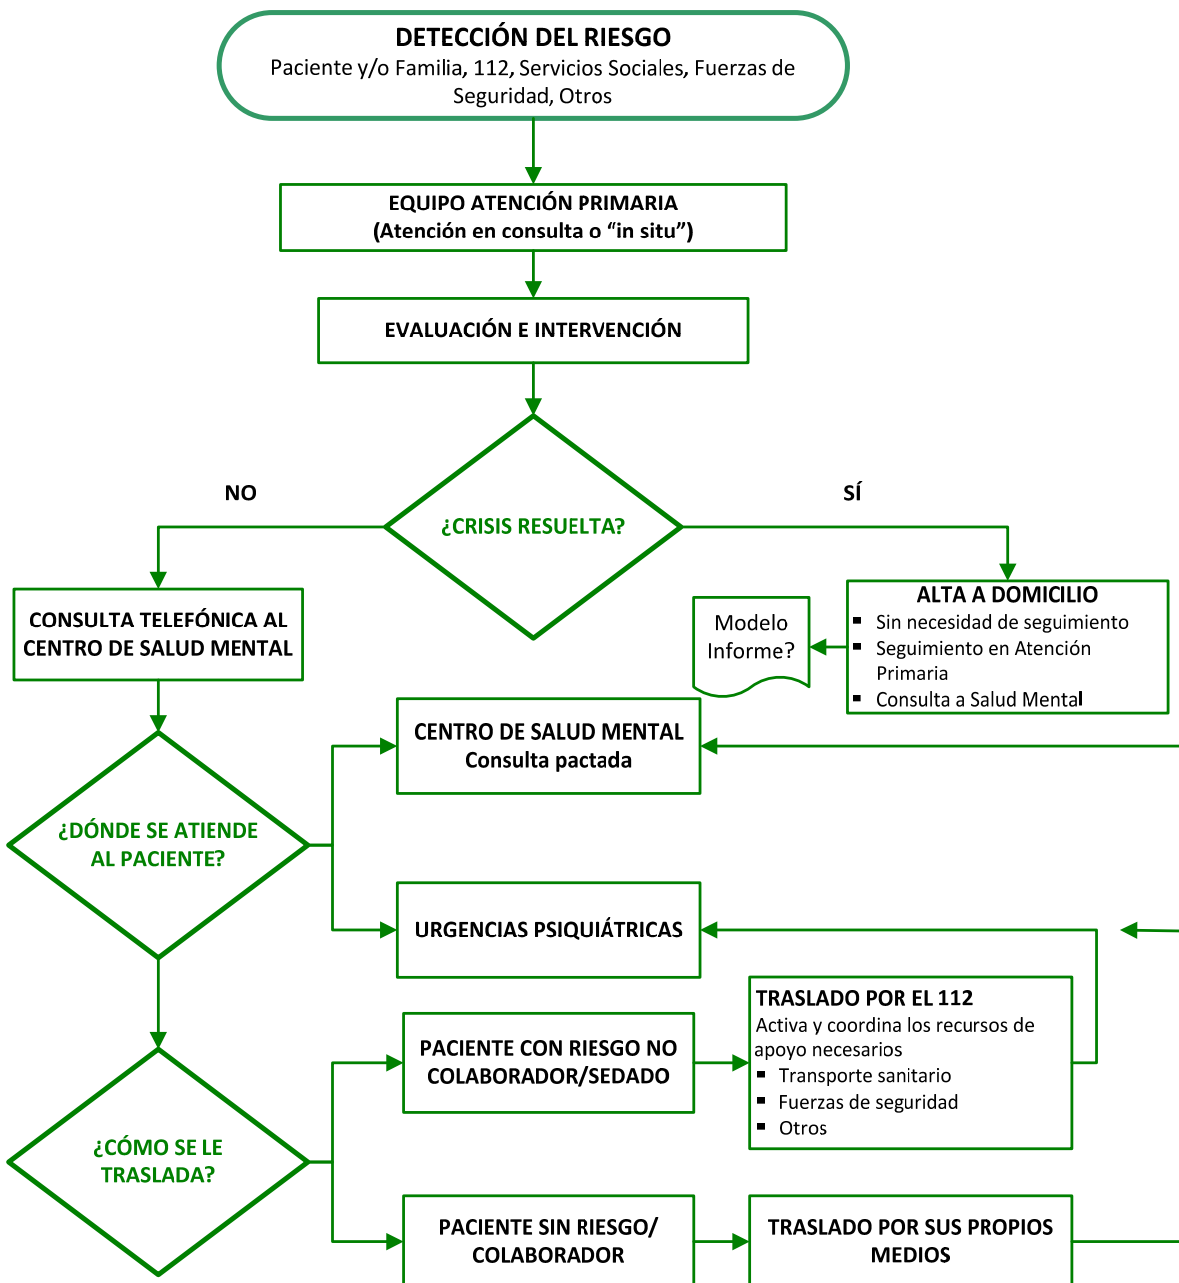 DETECCIÓN DEL RIESGO
Paciente y/o Familia, 112, Servicios Sociales, Fuerzas de
Seguridad, Otros
EQUIPO ATENCIÓN PRIMARIA
(Atención en consulta o “in situ”)
EVALUACIÓN E INTERVENCIÓN
NO
SÍ
¿CRISIS RESUELTA?
CONSULTA TELEFÓNICA AL
CENTRO DE SALUD MENTAL
Modelo
Informe?
ALTA A DOMICILIO
▪ Sin necesidad de seguimiento
▪ Seguimiento en Atención
Primaria
▪ Consulta a Salud Mental
CENTRO DE SALUD MENTAL
Consulta pactada
¿DÓNDE SE ATIENDE
AL PACIENTE?
URGENCIAS PSIQUIÁTRICAS
PACIENTE CON RIESGO NO
COLABORADOR/SEDADO
TRASLADO POR EL 112
Activa y coordina los recursos de
apoyo necesarios
▪ Transporte sanitario
▪ Fuerzas de seguridad
▪ Otros
¿CÓMO SE LE
TRASLADA?
PACIENTE SIN RIESGO/
COLABORADOR
TRASLADO POR SUS PROPIOS
MEDIOS